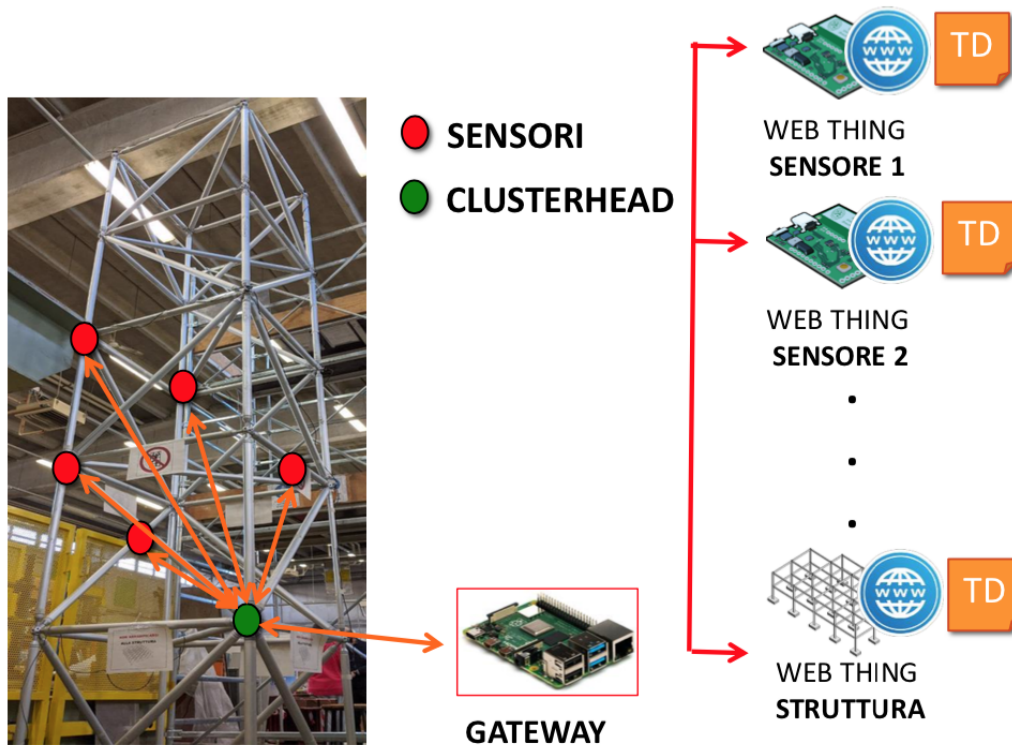 SENSORI
CLUSTERHEAD
GATEWAY
WWW
TD
WEB THING
SENSORE 1
WWW
TD
WEB THING
SENSORE 2
WWW
TD
WEB THING
STRUTTURA